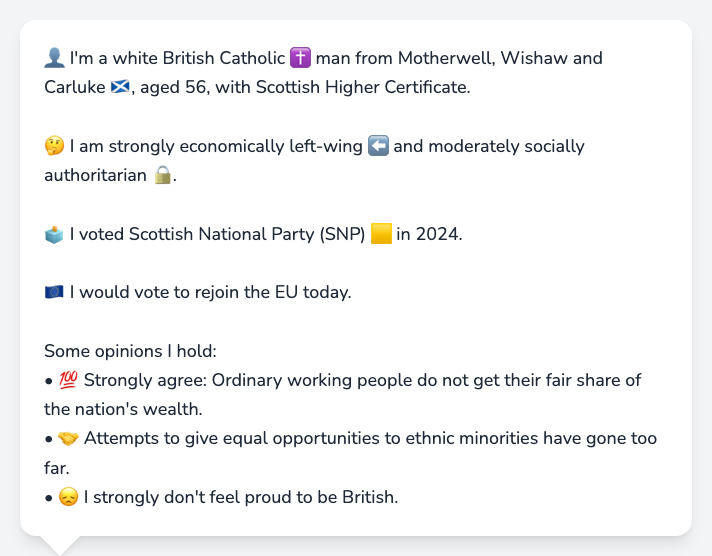 👤 I'm a white British Catholic ✝️ man from Motherwell, Wishaw and
Carluke 🏴󠁧󠁢󠁳󠁣󠁴󠁿, aged 56, with Scottish Higher Certificate.
🤔 I am strongly economically left-wing ⬅️ and moderately socially
authoritarian 🔒.
🗳️ I voted Scottish National Party (SNP) 🟨 in 2024.
🇪🇺 I would vote to rejoin the EU today.
Some opinions I hold:
• 💯 Strongly agree: Ordinary working people do not get their fair share of
the nation's wealth.
• 🤝 Attempts to give equal opportunities to ethnic minorities have gone too
far.
• 😞 I strongly don't feel proud to be British.